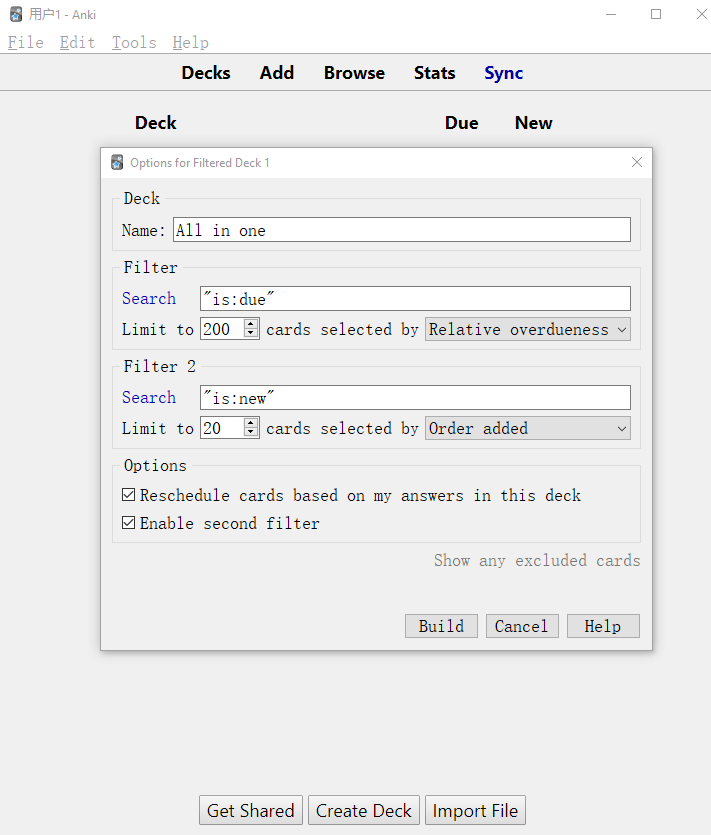 用户1 - Anki
File Edit Tools Help
Decks Add Browse Stats Sync
Deck Due New
Options for Filtered Deck 1
Deck
Name: All in one
Filter
Search "is:due"
Limit to 200 cards selected by Relative overdueness
Filter 2
Search "is:new"
Limit to 20 cards selected by Order added
Options
Reschedule cards based on my answers in this deck
Enable second filter
Show any excluded cards
Build Cancel Help
Get Shared Create Deck Import File